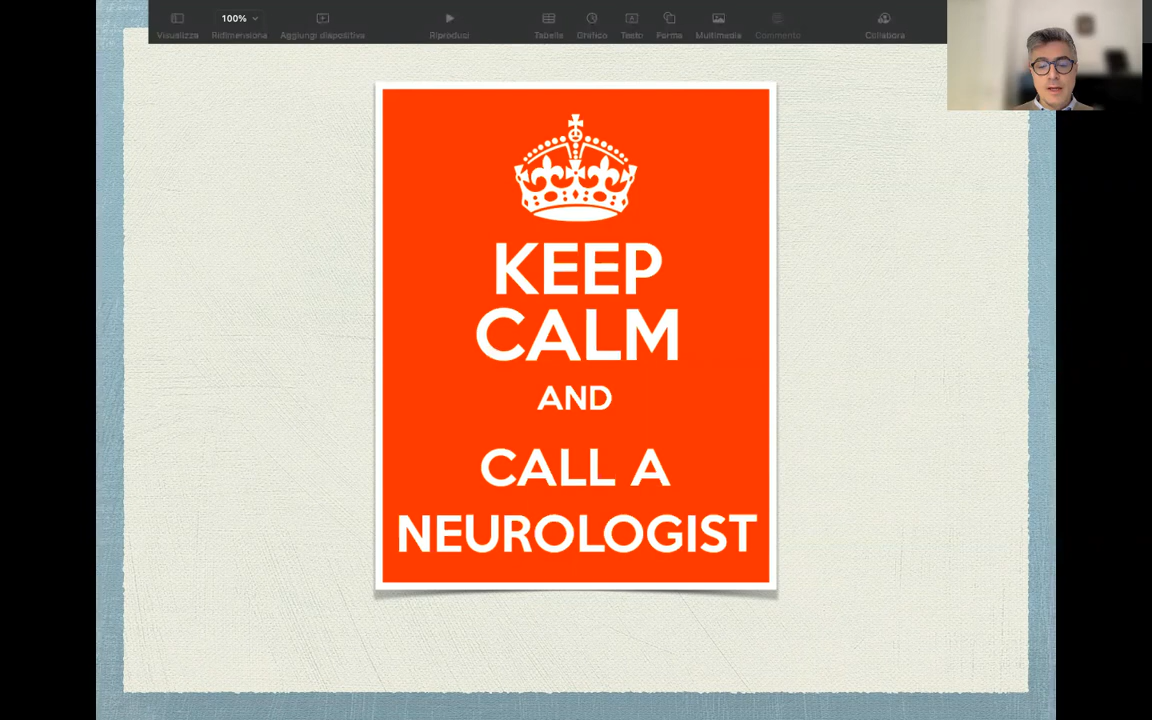 100%
Visualizza Ridimensiona Aggiungi diapositiva Riproduci Tabella Grafico Testo Forma Multimedia Commento Collabora
KEEP
CALM
AND
CALL A
NEUROLOGIST